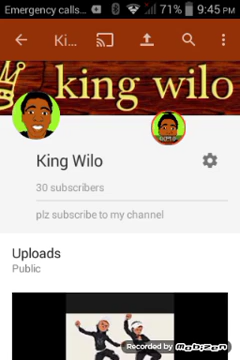 Emergency calls... 71% 9:45 PM
Ki...
king wilo
King Wilo
30 subscribers
plz subscribe to my channel
Uploads
Public
Recorded by mobizen